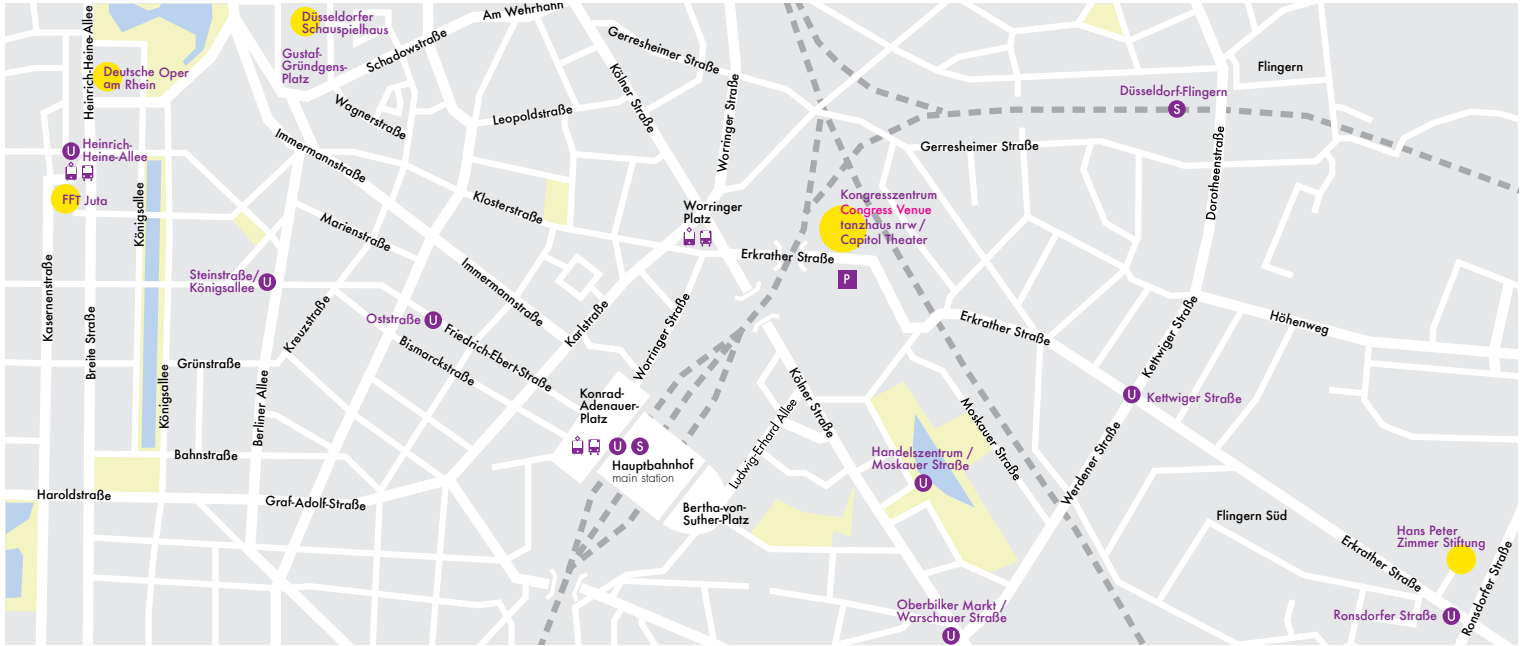 Heinrich-Heine-Allee
Düsseldorfer
Schauspielhaus
Am Wehrhahn
Gustaf-
Gründgens-
Platz
Schadowstraße
Gerresheimer Straße
Kölner Straße
Worringer Straße
Flingern
Deutsche Oper
am Rhein
Wagnerstraße
Leopoldstraße
Düsseldorf-Flingern
S
Immermannstraße
Gerresheimer Straße
Dorotheenstraße
U
Heinrich-
Heine-Allee
FFT Juta
Königsallee
Klosterstraße
Marienstraße
Worringer
Platz
Kongresszentrum
Congress Venue
tanzhaus nrw /
Capitol Theater
Erkrather Straße
P
Kasernenstraße
Breite Straße
Steinstraße/
Königsallee
U
Immermannstraße
Kreuzstraße
Oststraße
U
Karlstraße
Worringer Straße
Friedrich-Ebert-Straße
Bismarckstraße
Erkrather Straße
Kettwiger Straße
Höhenweg
Grünstraße
Königsallee
Berliner Allee
Konrad-
Adenauer-
Platz
Kölner Straße
U
Kettwiger Straße
Ludwig-Erhard Allee
Moskauer Straße
Werdener Straße
Bahnstraße
U
S
Hauptbahnhof
main station
Handelszentrum /
Moskauer Straße
U
Haroldstraße
Graf-Adolf-Straße
Bertha-von-
Suther-Platz
Flingern Süd
Hans Peter
Zimmer Stiftung
Erkrather Straße
Ronsdorfer Straße
Oberbilker Markt /
Warschauer Straße
U
Ronsdorfer Straße
U